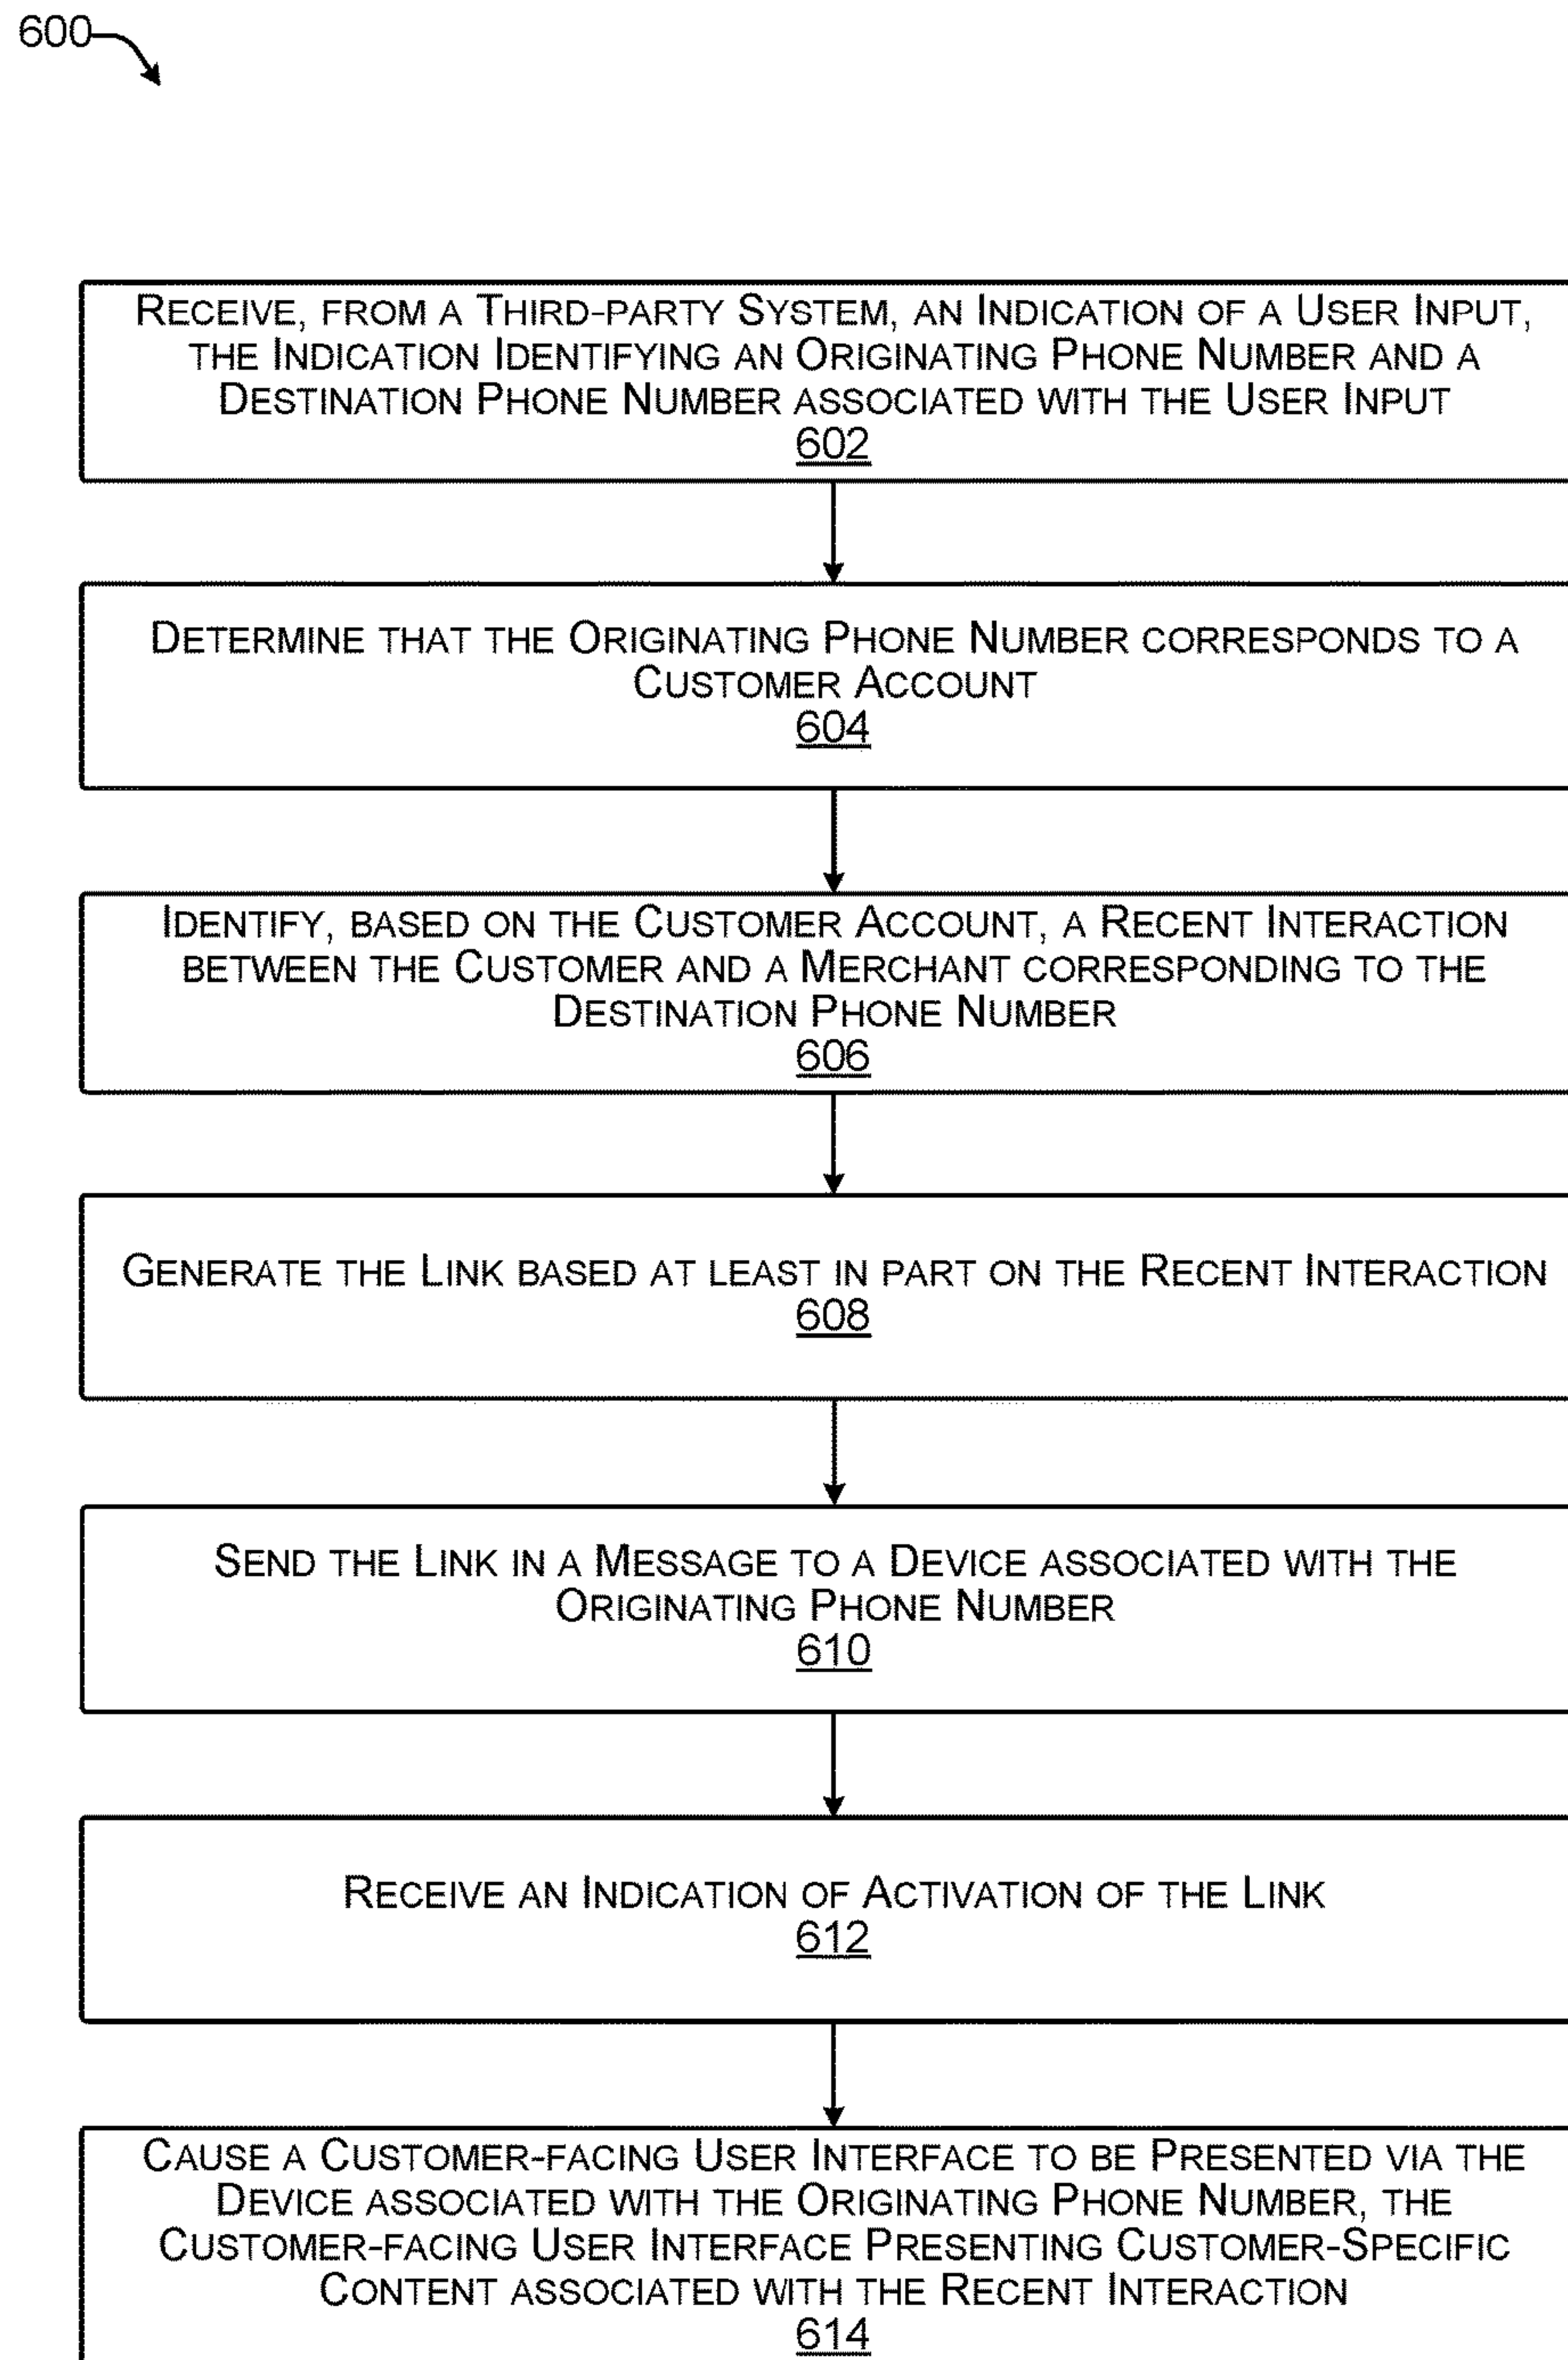 600
RECEIVE, FROM A THIRD-PARTY SYSTEM, AN INDICATION OF A USER INPUT,
THE INDICATION IDENTIFYING AN ORIGINATING PHONE NUMBER AND A
DESTINATION PHONE NUMBER ASSOCIATED WITH THE USER INPUT
602
DETERMINE THAT THE ORIGINATING PHONE NUMBER CORRESPONDS TO A
CUSTOMER ACCOUNT
604
IDENTIFY, BASED ON THE CUSTOMER ACCOUNT, A RECENT INTERACTION
BETWEEN THE CUSTOMER AND A MERCHANT CORRESPONDING TO THE
DESTINATION PHONE NUMBER
606
GENERATE THE LINK BASED AT LEAST IN PART ON THE RECENT INTERACTION
608
SEND THE LINK IN A MESSAGE TO A DEVICE ASSOCIATED WITH THE
ORIGINATING PHONE NUMBER
610
RECEIVE AN INDICATION OF ACTIVATION OF THE LINK
612
CAUSE A CUSTOMER-FACING USER INTERFACE TO BE PRESENTED VIA THE
DEVICE ASSOCIATED WITH THE ORIGINATING PHONE NUMBER, THE
CUSTOMER-FACING USER INTERFACE PRESENTING CUSTOMER-SPECIFIC
CONTENT ASSOCIATED WITH THE RECENT INTERACTION
614